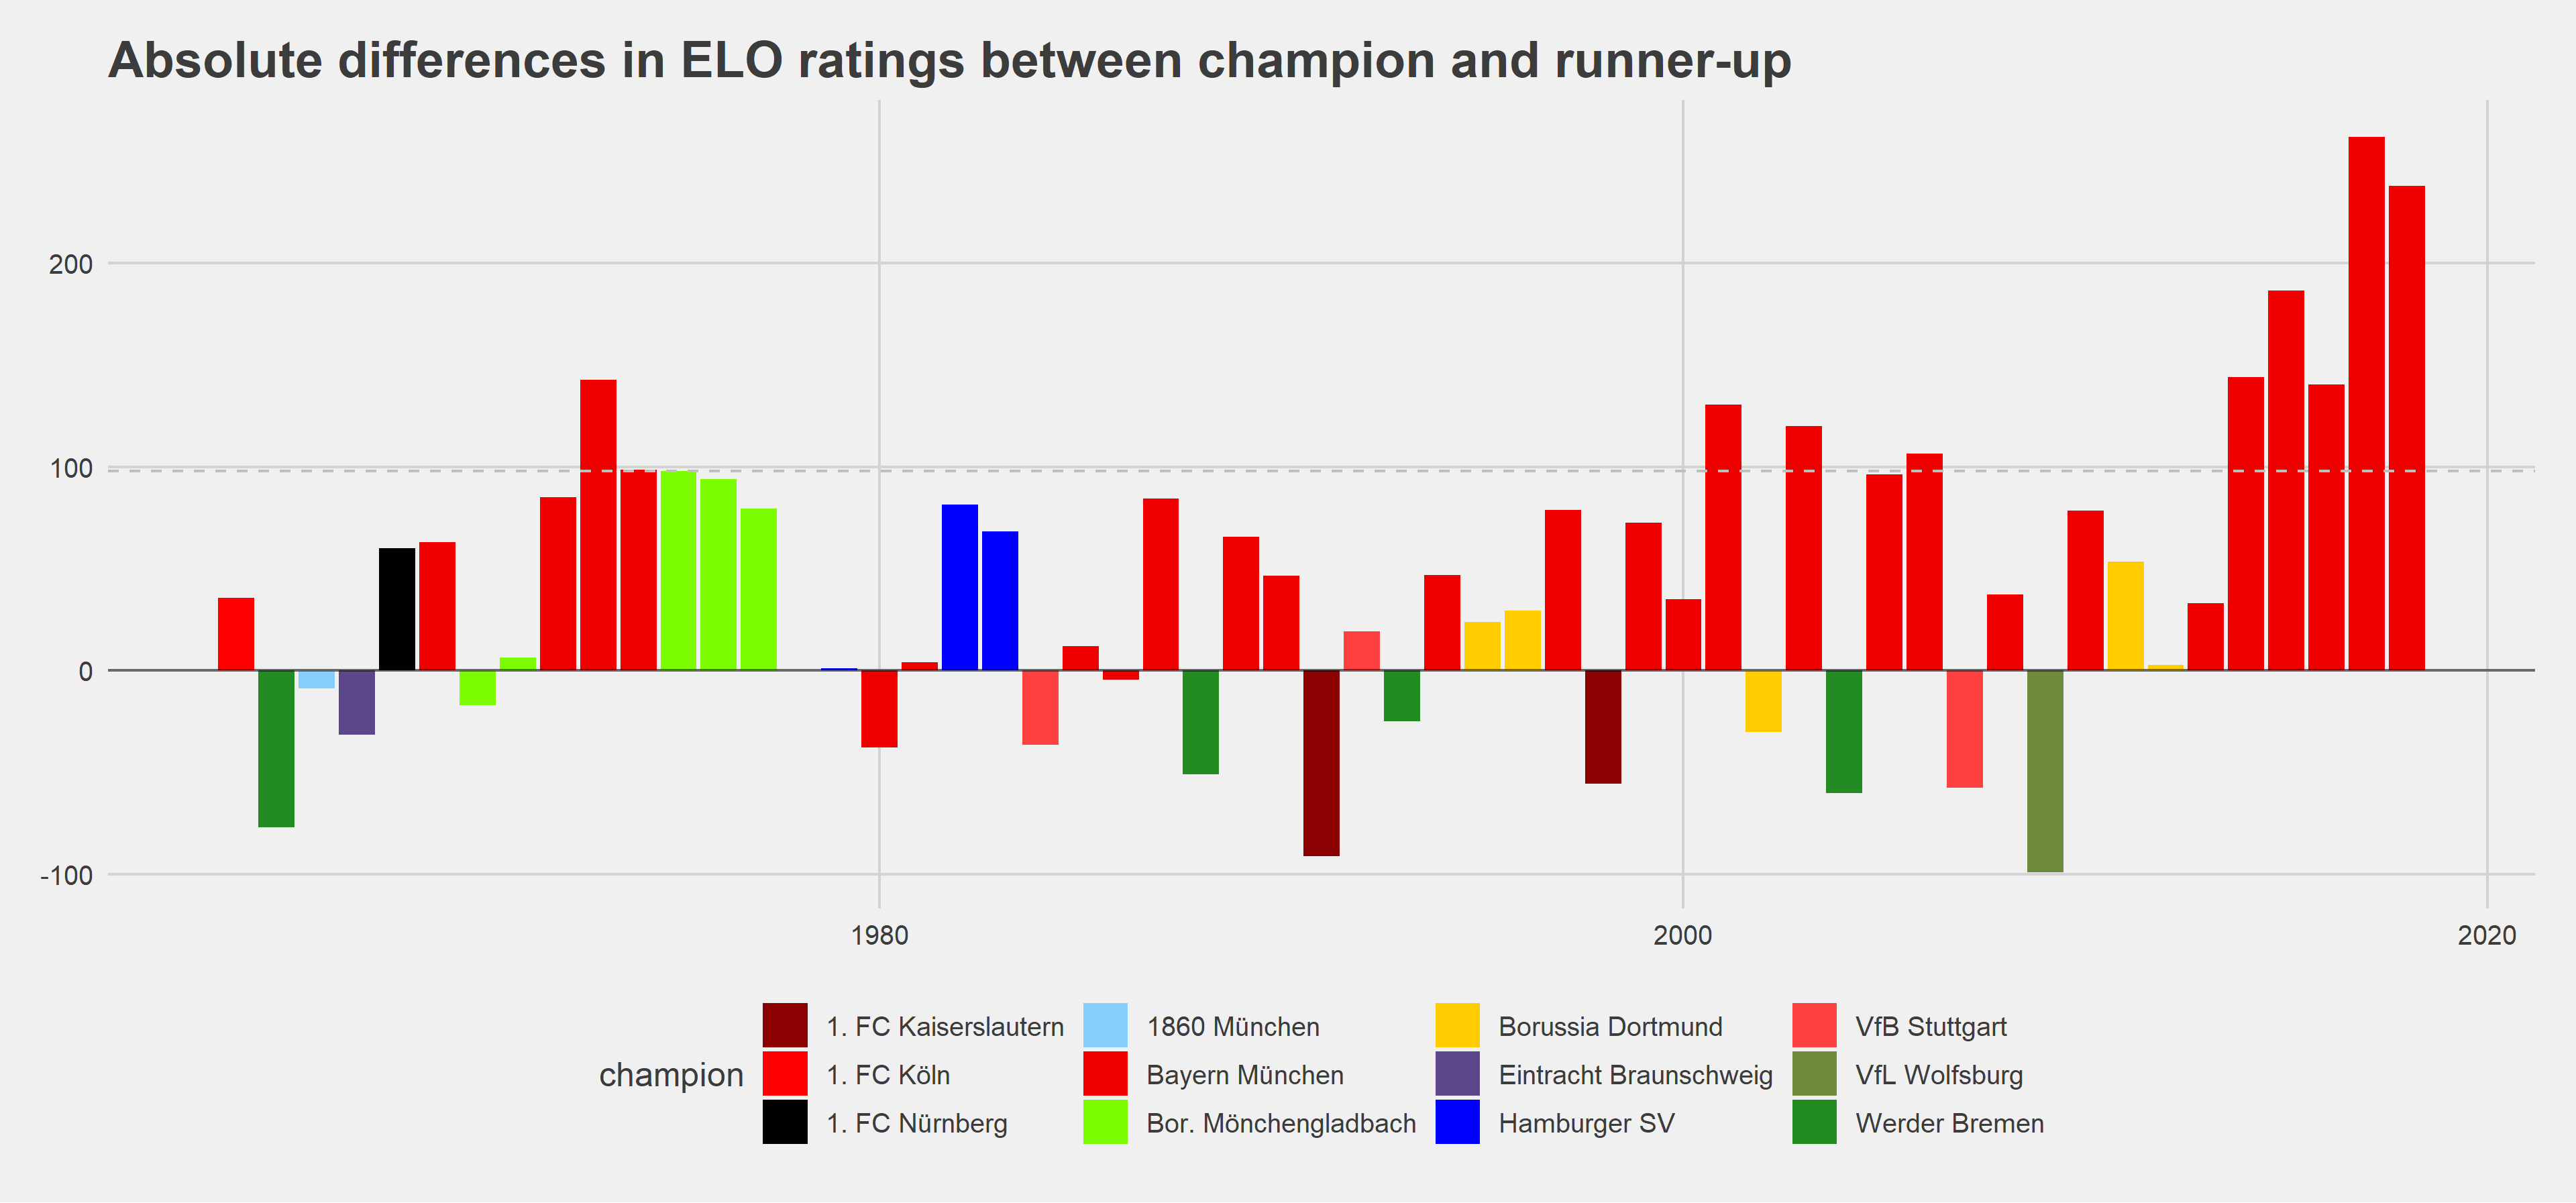 Absolute differences in ELO ratings between champion and runner-up
200
100
0
-100
1980 2000 2020
champion
1. FC Kaiserslautern 1860 München Borussia Dortmund VfB Stuttgart
1. FC Köln Bayern München Eintracht Braunschweig VfL Wolfsburg
1. FC Nürnberg Bor. Mönchengladbach Hamburger SV Werder Bremen